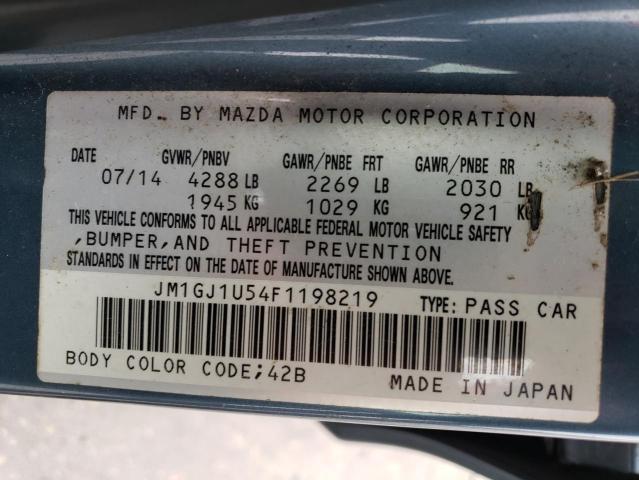 MFD. BY MAZDA MOTOR CORPORATION
DATE GVWR/PNBV GAWR/PNBE FRT GAWR/PNBE RR
07/14 4288 LB 2269 LB 2030 LB
1945 KG 1029 KG 921 KG
THIS VEHICLE CONFORMS TO ALL APPLICABLE FEDERAL MOTOR VEHICLE SAFETY
,BUMPER,AND THEFT PREVENTION
STANDARDS IN EFFECT ON THE DATE OF MANUFACTURE SHOWN ABOVE.
JM1GJ1U54F1198219 TYPE: PASS CAR
BODY COLOR CODE;42B MADE IN JAPAN